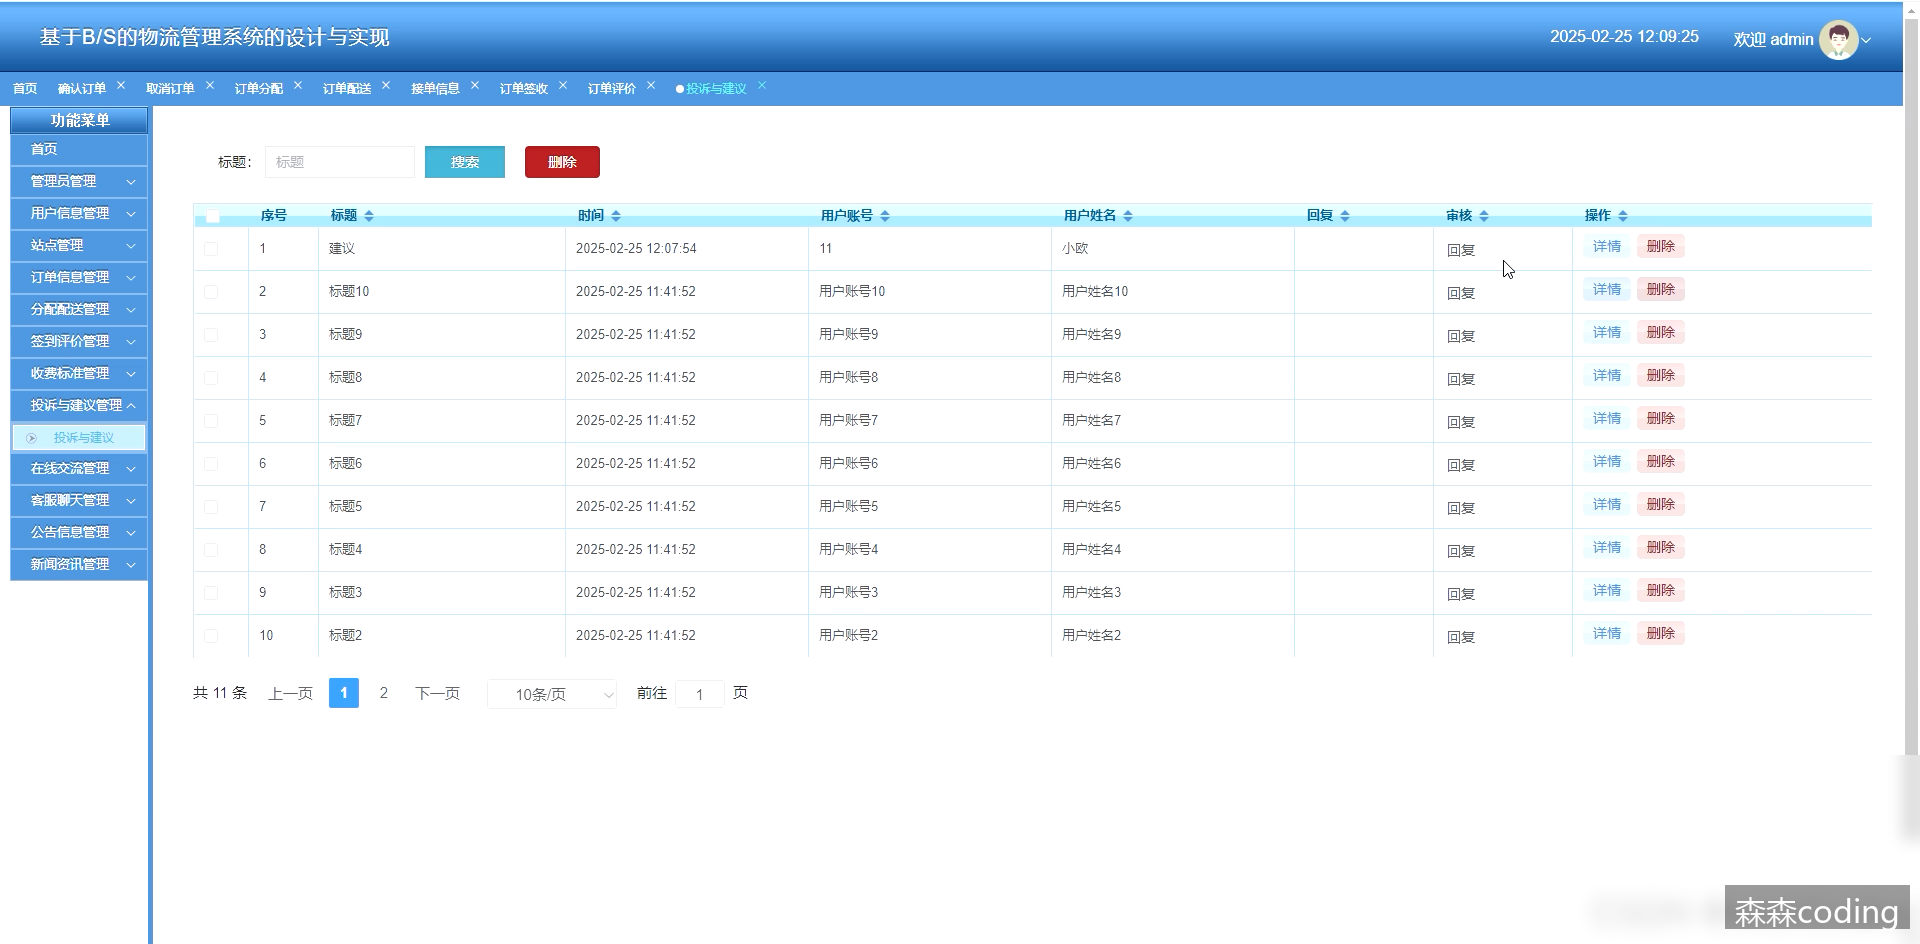 基于B/S的物流管理系统的设计与实现
2025-02-25 12:09:25
欢迎 admin
首页 确认订单 取消订单 订单分配 订单配送 接单信息 订单签收 订单评价 投诉与建议
功能菜单
首页
管理员管理
用户信息管理
站点管理
订单信息管理
分配配送管理
签到评价管理
收费标准管理
投诉与建议管理
投诉与建议
在线交流管理
客服聊天管理
公告信息管理
新闻资讯管理
标题： 标题 搜索 删除
序号 标题 时间 用户账号 用户姓名 回复 审核 操作
1 建议 2025-02-25 12:07:54 11 小欧 回复 详情 删除
2 标题10 2025-02-25 11:41:52 用户账号10 用户姓名10 回复 详情 删除
3 标题9 2025-02-25 11:41:52 用户账号9 用户姓名9 回复 详情 删除
4 标题8 2025-02-25 11:41:52 用户账号8 用户姓名8 回复 详情 删除
5 标题7 2025-02-25 11:41:52 用户账号7 用户姓名7 回复 详情 删除
6 标题6 2025-02-25 11:41:52 用户账号6 用户姓名6 回复 详情 删除
7 标题5 2025-02-25 11:41:52 用户账号5 用户姓名5 回复 详情 删除
8 标题4 2025-02-25 11:41:52 用户账号4 用户姓名4 回复 详情 删除
9 标题3 2025-02-25 11:41:52 用户账号3 用户姓名3 回复 详情 删除
10 标题2 2025-02-25 11:41:52 用户账号2 用户姓名2 回复 详情 删除
共 11 条 上一页 1 2 下一页 10条/页 前往 1 页
森森coding